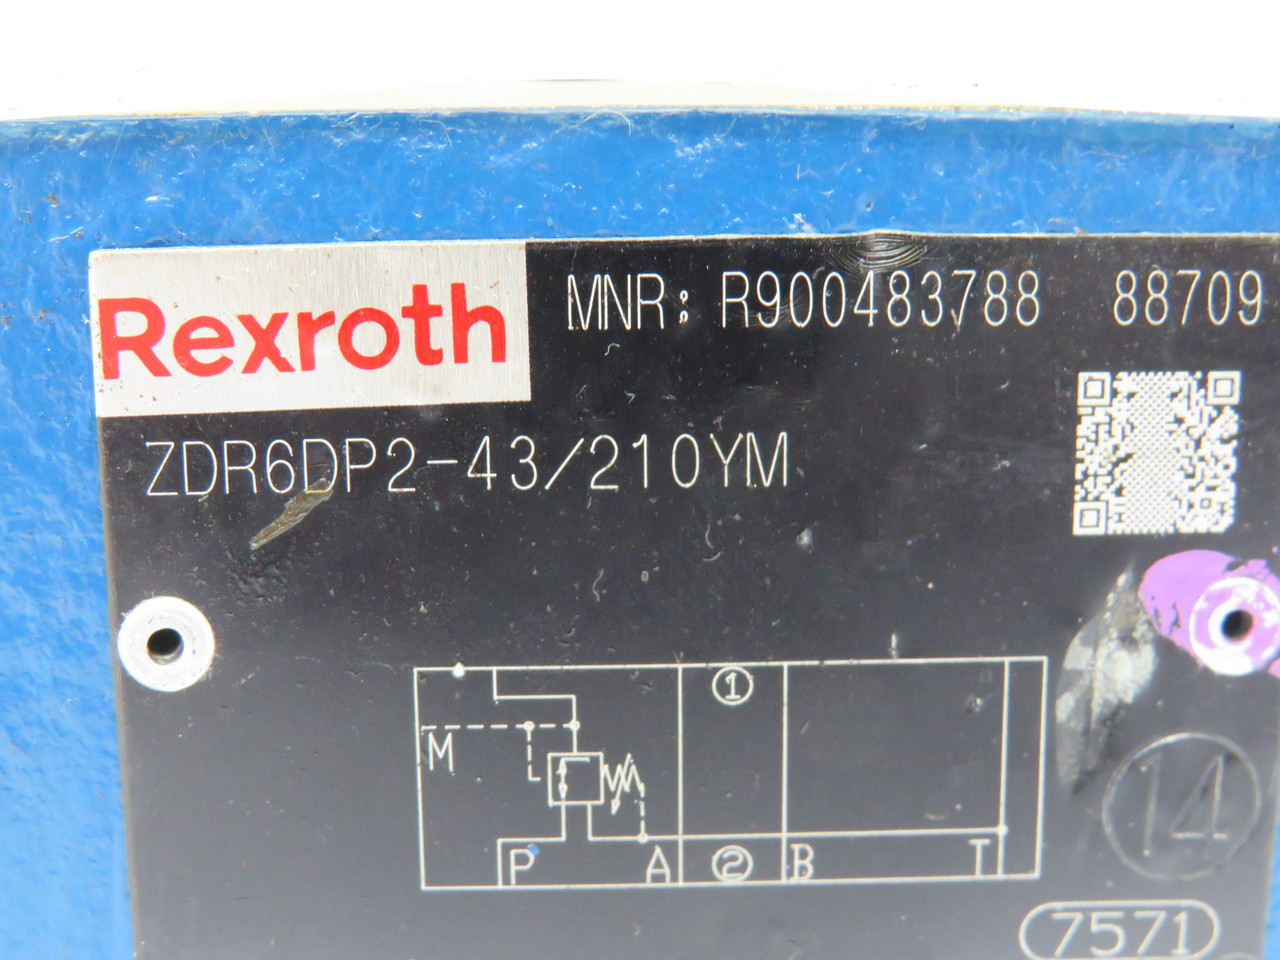 Rexroth
MNR: R900483788 88709
ZDR6DP2-43/210YM
1
M
P A 2 B T
14
7571